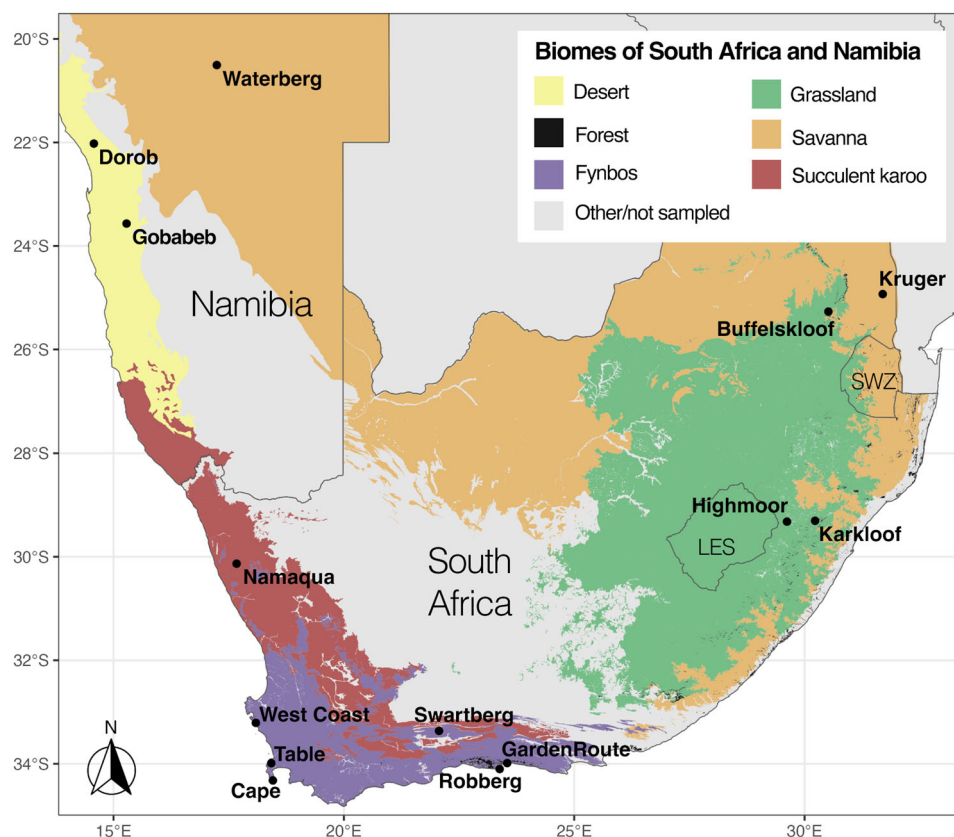 Biomes of South Africa and Namibia
Desert
Forest
Fynbos
Other/not sampled
Grassland
Savanna
Succulent karoo
20°S
22°S
24°S
26°S
28°S
30°S
32°S
34°S
Waterberg
Dorob
Gobabeb
Namibia
Kruger
Buffelskloof
SWZ
Highmoor
LES
Karkloof
South
Africa
Namaqua
West Coast
Swartberg
Table
GardenRoute
Cape
Robberg
N
15°E
20°E
25°E
30°E